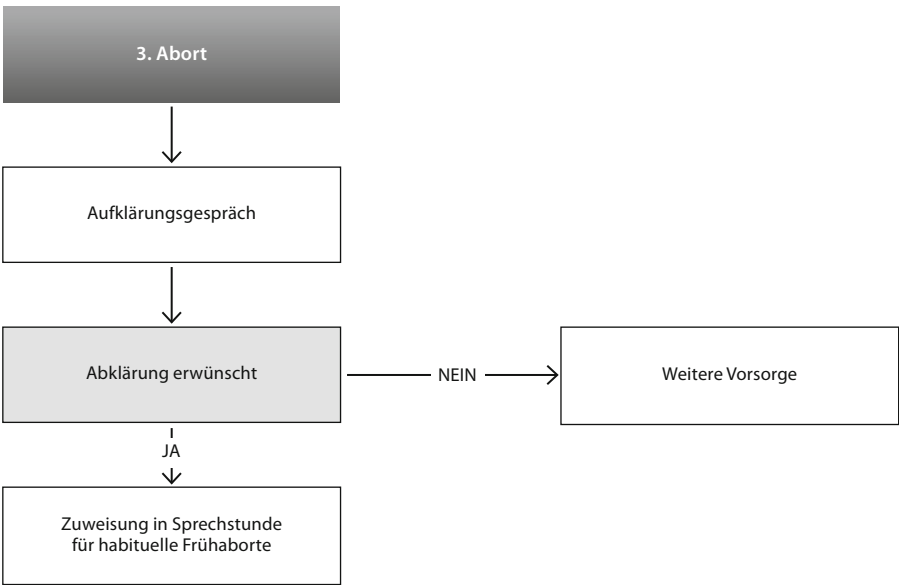 3. Abort
Aufklärungsgespräch
Abklärung erwünscht
NEIN
Weitere Vorsorge
JA
Zuweisung in Sprechstunde
für habituelle Frühaborte